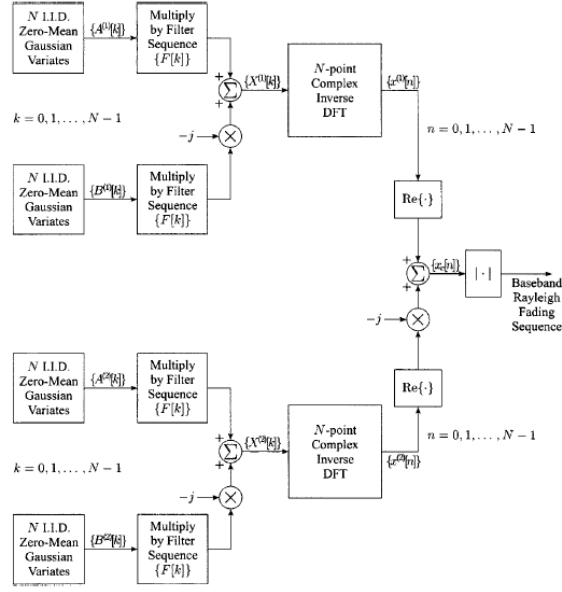 N I.I.D.
Zero-Mean
Gaussian
Variates
{A⁽¹⁾[k]}
Multiply
by Filter
Sequence
{F[k]}
+
Σ
+
{X⁽¹⁾[k]}
N-point
Complex
Inverse
DFT
{x⁽¹⁾[n]}
k = 0, 1, . . . , N − 1
−j
×
n = 0, 1, . . . , N − 1
N I.I.D.
Zero-Mean
Gaussian
Variates
{B⁽¹⁾[k]}
Multiply
by Filter
Sequence
{F[k]}
Re{·}
+
Σ
+
{x_c[n]}
| · |
Baseband
Rayleigh
Fading
Sequence
−j
×
Re{·}
N I.I.D.
Zero-Mean
Gaussian
Variates
{A⁽²⁾[k]}
Multiply
by Filter
Sequence
{F[k]}
+
Σ
+
{X⁽²⁾[k]}
N-point
Complex
Inverse
DFT
{x⁽²⁾[n]}
n = 0, 1, . . . , N − 1
k = 0, 1, . . . , N − 1
−j
×
N I.I.D.
Zero-Mean
Gaussian
Variates
{B⁽²⁾[k]}
Multiply
by Filter
Sequence
{F[k]}